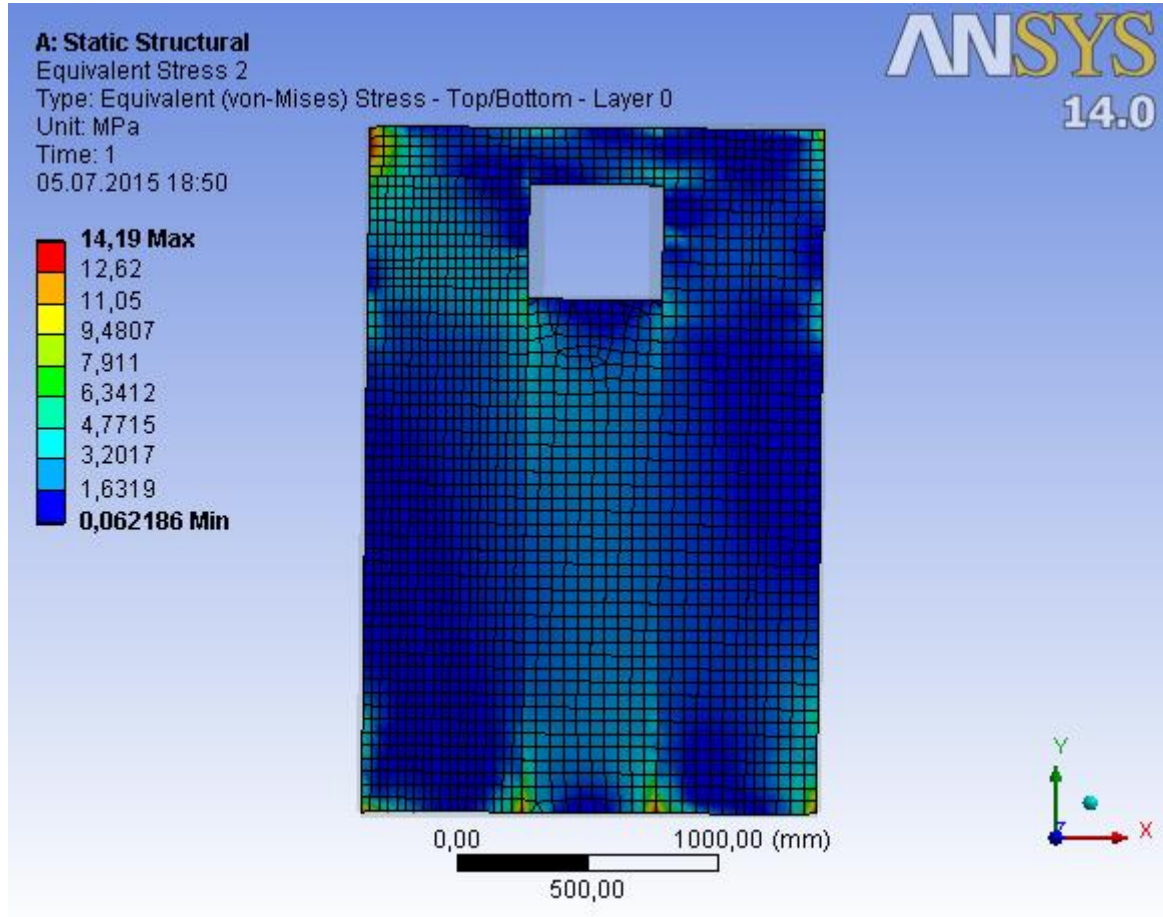 A: Static Structural
Equivalent Stress 2
Type: Equivalent (von-Mises) Stress - Top/Bottom - Layer 0
Unit: MPa
Time: 1
05.07.2015 18:50
ANSYS
14.0
14,19 Max
12,62
11,05
9,4807
7,911
6,3412
4,7715
3,2017
1,6319
0,062186 Min
0,00 1000,00 (mm)
500,00
Y
Z X